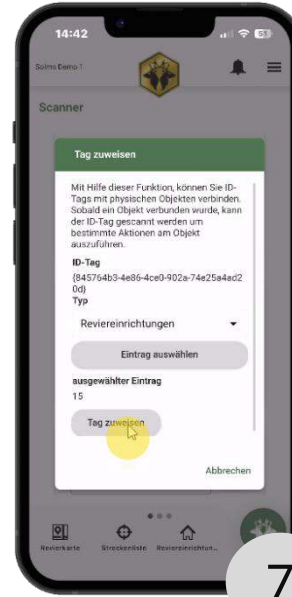 14:42
53
Solms Demo 1
Scanner
Tag zuweisen
Mit Hilfe dieser Funktion, können Sie ID-
Tags mit physischen Objekten verbinden.
Sobald ein Objekt verbunden wurde, kann
der ID-Tag gescannt werden um
bestimmte Aktionen am Objekt
auszuführen.
ID-Tag
{845764b3-4e86-4ce0-902a-74e25a4ad2
0d}
Typ
Reviereinrichtungen
Eintrag auswählen
ausgewählter Eintrag
15
Tag zuweisen
Abbrechen
Revierkarte Streckenliste Reviereinrichtun...
7